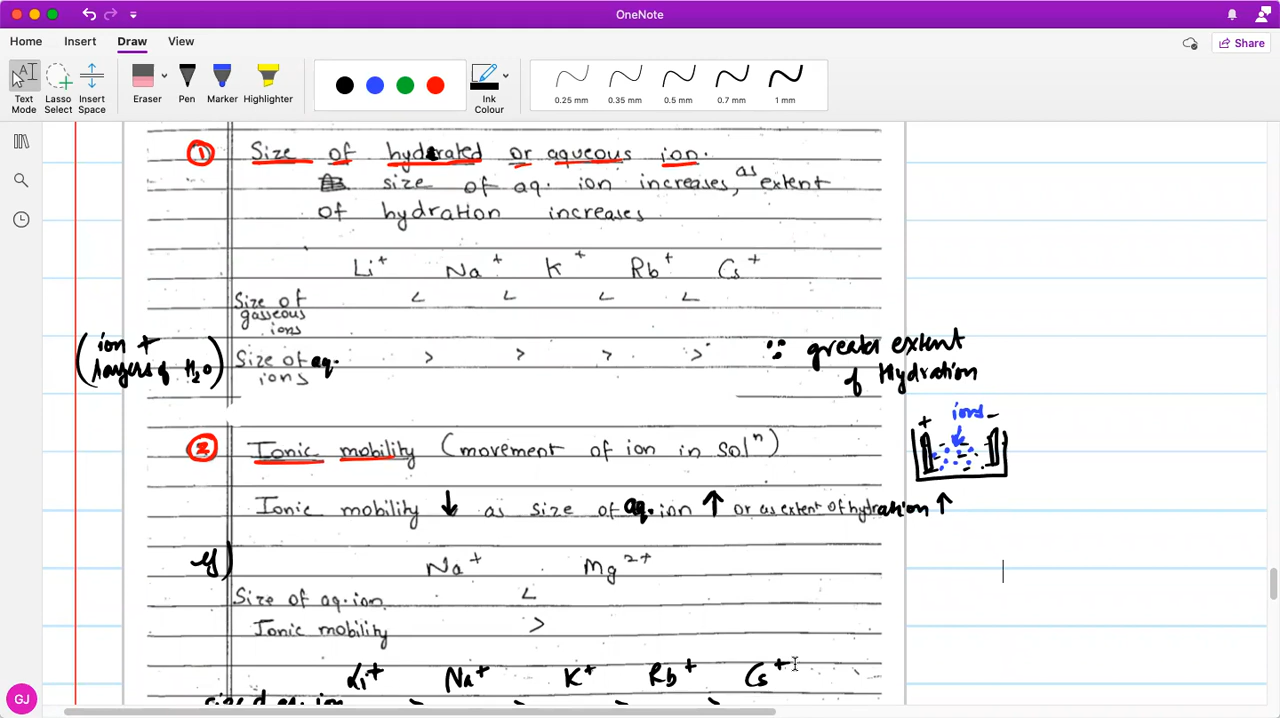 OneNote
Home Insert Draw View
Share
Text Mode
Lasso Select
Insert Space
Eraser
Pen
Marker
Highlighter
Ink Colour
0.25 mm
0.35 mm
0.5 mm
0.7 mm
1 mm
① Size of hydrated or aqueous ion.
size of aq. ion increases, as extent
of hydration increases
Li⁺ Na⁺ K⁺ Rb⁺ Cs⁺
Size of gasseous ions < < < <
(ion + layers of H₂O) Size of aq. ions > > > > ∵ greater extent
of Hydration
② Ionic mobility (movement of ion in solⁿ)
+ ions −
Ionic mobility ↓ as size of aq. ion ↑ or as extent of hydration ↑
eg) Na⁺ Mg²⁺
Size of aq. ion <
Ionic mobility >
Li⁺ Na⁺ K⁺ Rb⁺ Cs⁺
size of aq. ion > > > >
GJ